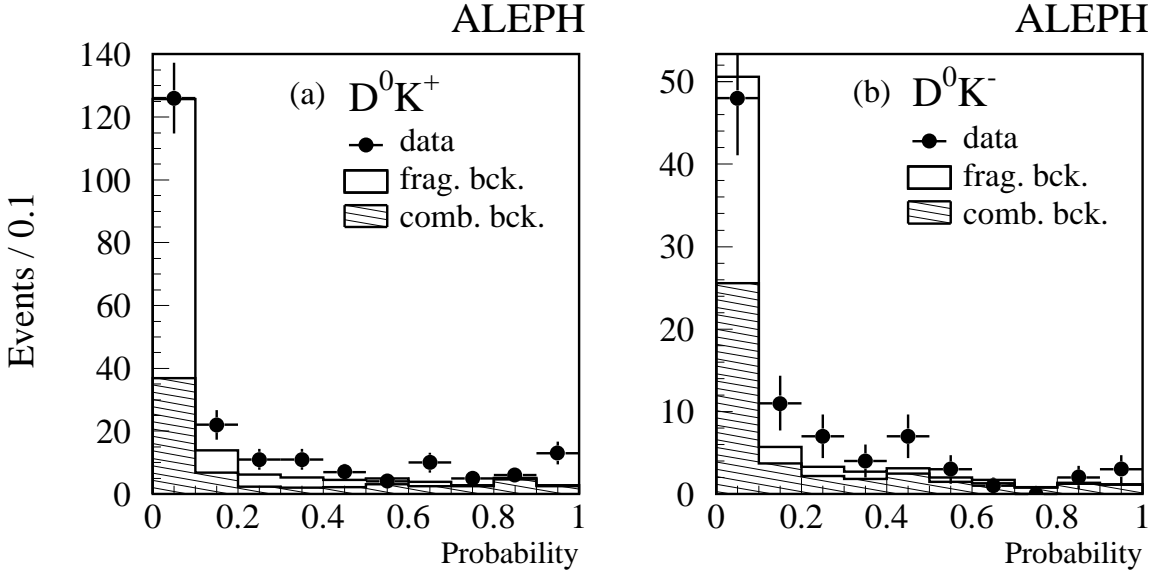 ALEPH
Events / 0.1
140
120
100
80
60
40
20
0
(a) D⁰K⁺
data
frag. bck.
comb. bck.
0 0.2 0.4 0.6 0.8 1
Probability
ALEPH
50
40
30
20
10
0
(b) D⁰K⁻
data
frag. bck.
comb. bck.
0 0.2 0.4 0.6 0.8 1
Probability